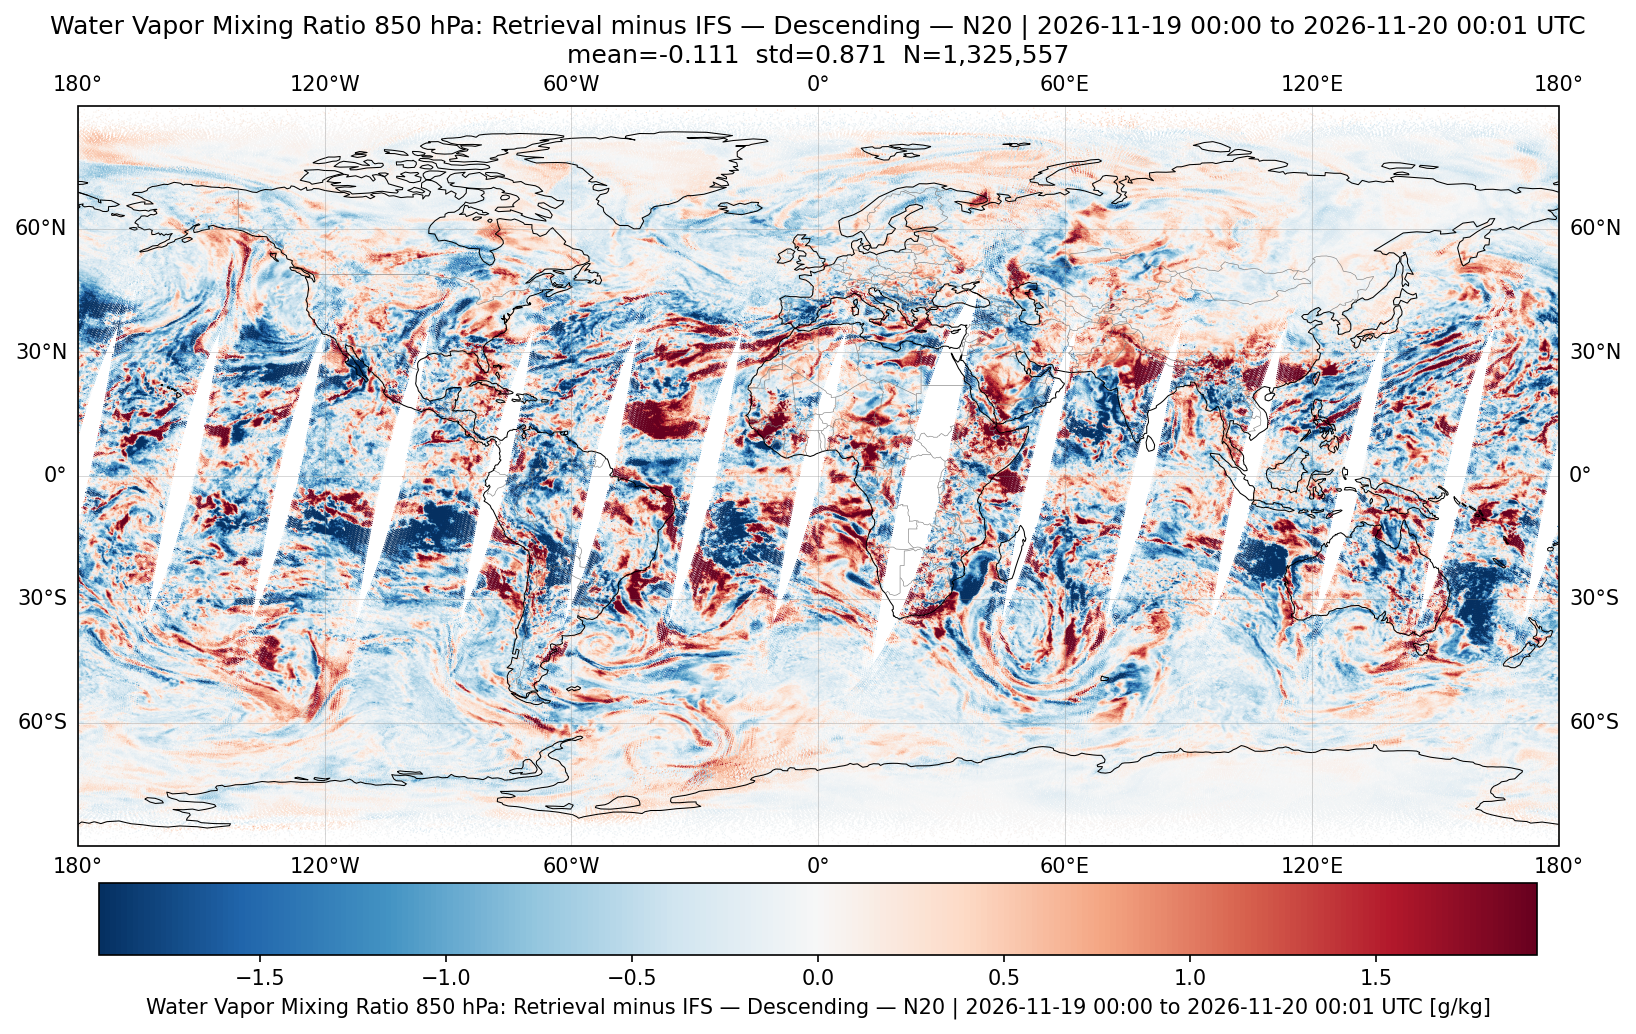 Water Vapor Mixing Ratio 850 hPa: Retrieval minus IFS — Descending — N20 | 2026-11-19 00:00 to 2026-11-20 00:01 UTC
mean=-0.111  std=0.871  N=1,325,557
180° 120°W 60°W 0° 60°E 120°E 180°
60°N 60°N
30°N 30°N
0° 0°
30°S 30°S
60°S 60°S
180° 120°W 60°W 0° 60°E 120°E 180°
−1.5 −1.0 −0.5 0.0 0.5 1.0 1.5
Water Vapor Mixing Ratio 850 hPa: Retrieval minus IFS — Descending — N20 | 2026-11-19 00:00 to 2026-11-20 00:01 UTC [g/kg]